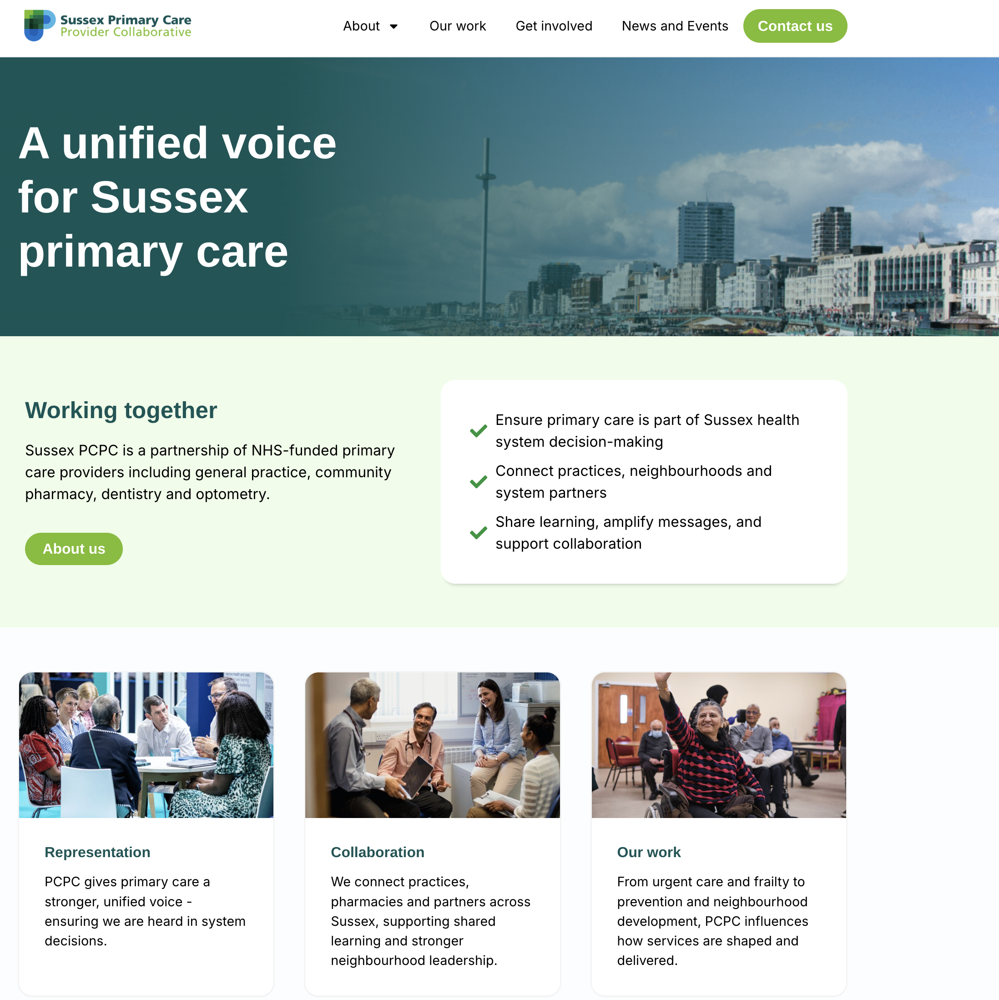 Sussex Primary Care
Provider Collaborative
About
Our work
Get involved
News and Events
Contact us
A unified voice
for Sussex
primary care
Working together
Sussex PCPC is a partnership of NHS-funded primary
care providers including general practice, community
pharmacy, dentistry and optometry.
About us
Ensure primary care is part of Sussex health
system decision-making
Connect practices, neighbourhoods and
system partners
Share learning, amplify messages, and
support collaboration
Representation
PCPC gives primary care a
stronger, unified voice -
ensuring we are heard in system
decisions.
Collaboration
We connect practices,
pharmacies and partners across
Sussex, supporting shared
learning and stronger
neighbourhood leadership.
Our work
From urgent care and frailty to
prevention and neighbourhood
development, PCPC influences
how services are shaped and
delivered.